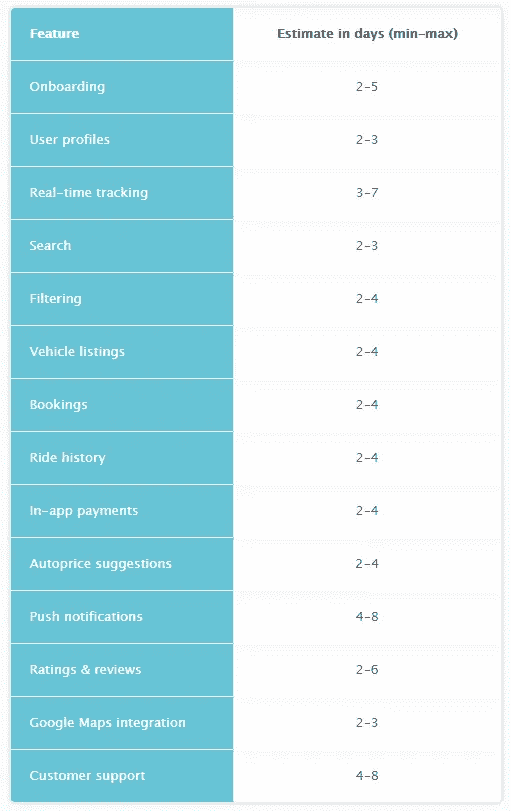 Feature Estimate in days (min-max)
Onboarding 2-5
User profiles 2-3
Real-time tracking 3-7
Search 2-3
Filtering 2-4
Vehicle listings 2-4
Bookings 2-4
Ride history 2-4
In-app payments 2-4
Autoprice suggestions 2-4
Push notifications 4-8
Ratings & reviews 2-6
Google Maps integration 2-3
Customer support 4-8